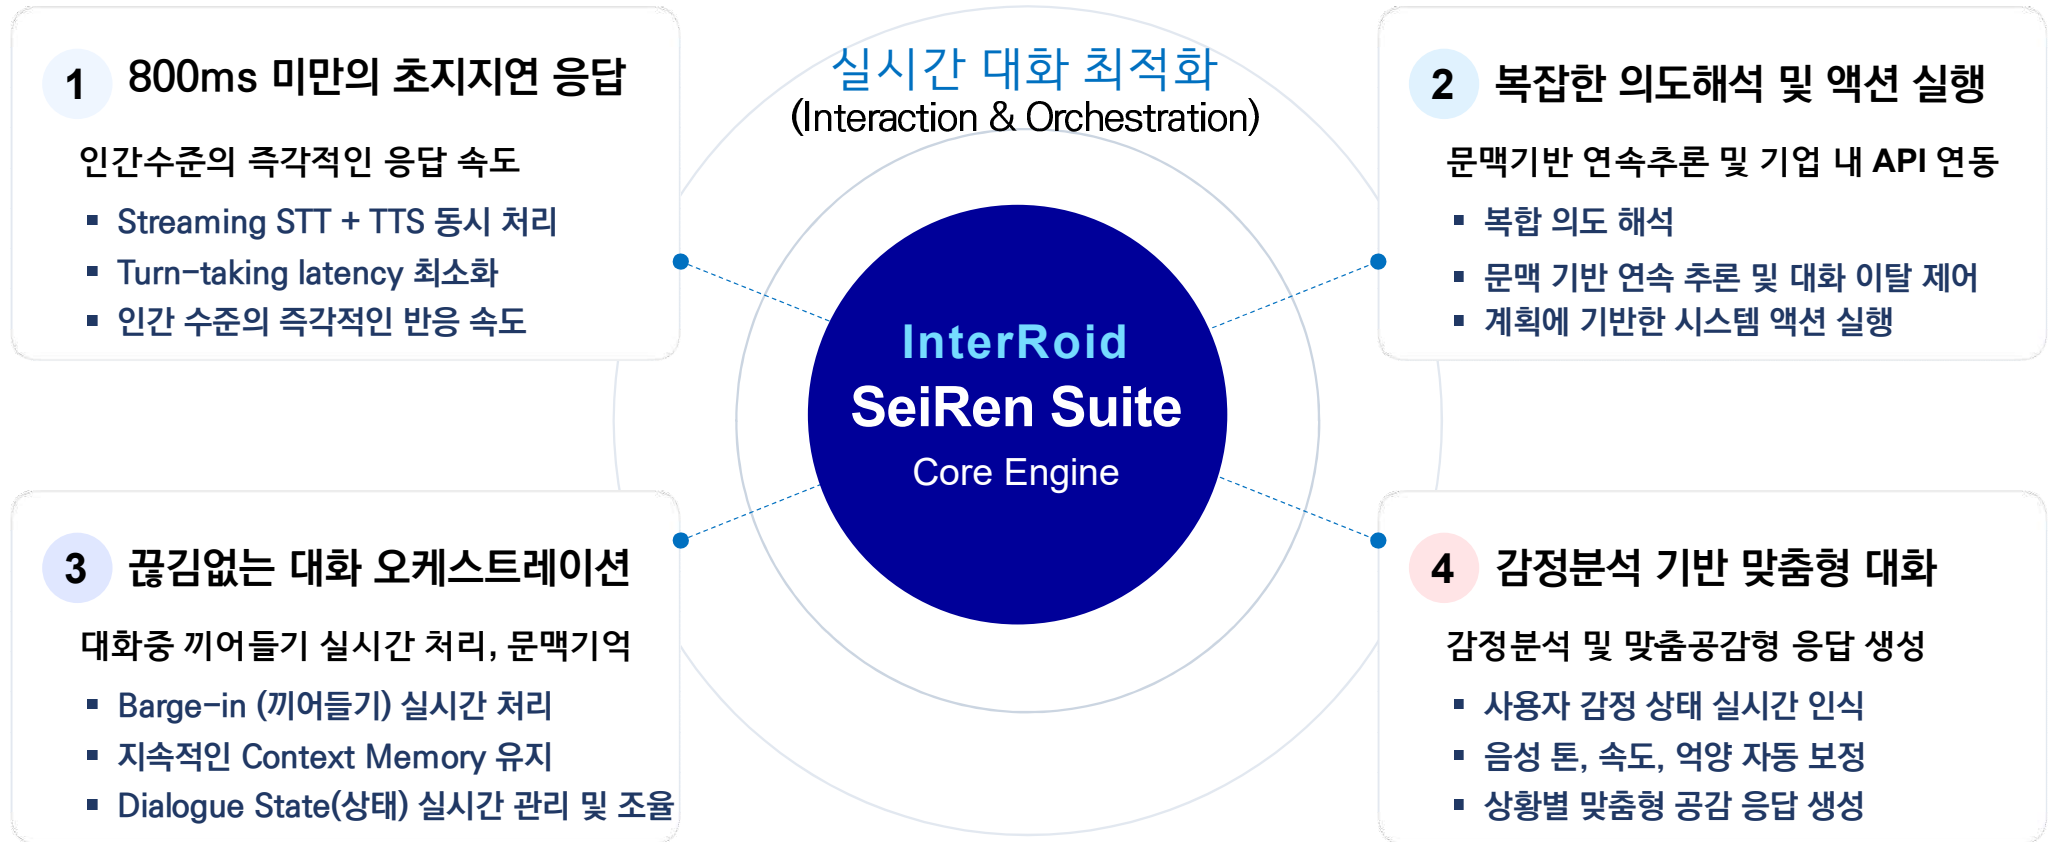 실시간 대화 최적화
(Interaction & Orchestration)
1 800ms 미만의 초지지연 응답
인간수준의 즉각적인 응답 속도
▪ Streaming STT + TTS 동시 처리
▪ Turn-taking latency 최소화
▪ 인간 수준의 즉각적인 반응 속도
2 복잡한 의도해석 및 액션 실행
문맥기반 연속추론 및 기업 내 API 연동
▪ 복합 의도 해석
▪ 문맥 기반 연속 추론 및 대화 이탈 제어
▪ 계획에 기반한 시스템 액션 실행
InterRoid
SeiRen Suite
Core Engine
3 끊김없는 대화 오케스트레이션
대화중 끼어들기 실시간 처리, 문맥기억
▪ Barge-in (끼어들기) 실시간 처리
▪ 지속적인 Context Memory 유지
▪ Dialogue State(상태) 실시간 관리 및 조율
4 감정분석 기반 맞춤형 대화
감정분석 및 맞춤공감형 응답 생성
▪ 사용자 감정 상태 실시간 인식
▪ 음성 톤, 속도, 억양 자동 보정
▪ 상황별 맞춤형 공감 응답 생성